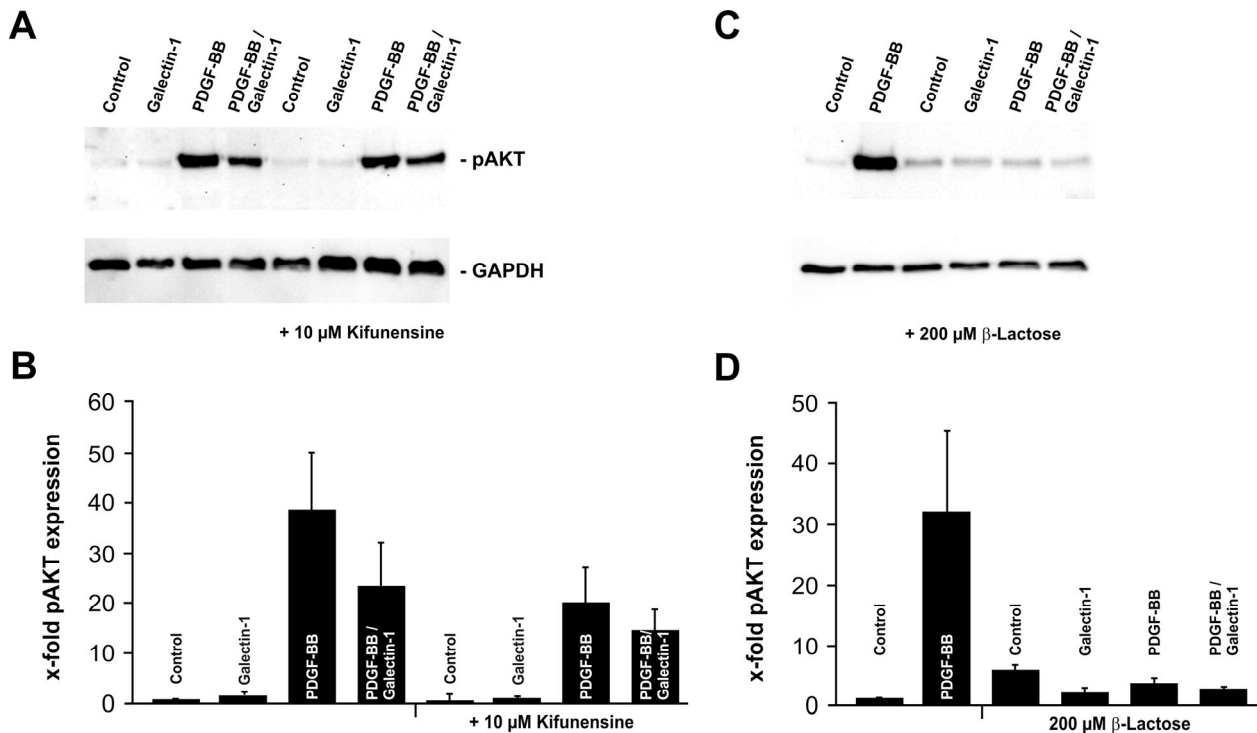 A
Control
Galectin-1
PDGF-BB
PDGF-BB /
Galectin-1
Control
Galectin-1
PDGF-BB
PDGF-BB /
Galectin-1
- pAKT
- GAPDH
+ 10 µM Kifunensine
C
Control
PDGF-BB
Control
Galectin-1
PDGF-BB
PDGF-BB /
Galectin-1
+ 200 µM β-Lactose
B
x-fold pAKT expression
60
50
40
30
20
10
0
Control
Galectin-1
PDGF-BB
PDGF-BB /
Galectin-1
Control
Galectin-1
PDGF-BB
PDGF-BB/
Galectin-1
+ 10 µM Kifunensine
D
x-fold pAKT expression
50
40
30
20
10
0
Control
PDGF-BB
Control
Galectin-1
PDGF-BB
PDGF-BB /
Galectin-1
200 µM β-Lactose